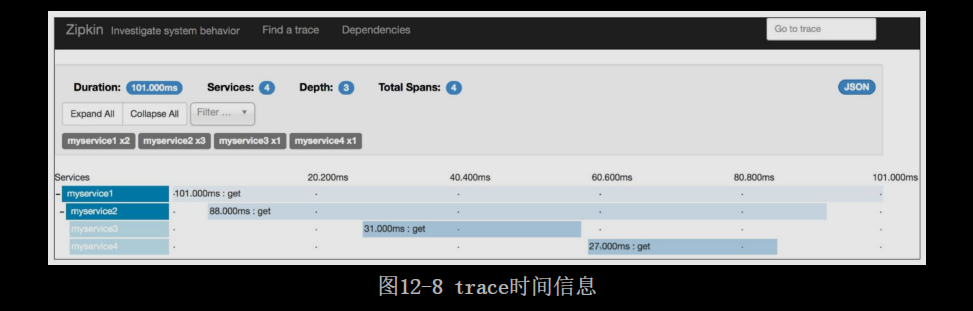 Zipkin Investigate system behavior Find a trace Dependencies Go to trace
Duration: 101.000ms Services: 4 Depth: 3 Total Spans: 4 JSON
Expand All Collapse All Filter ...
myservice1 x2 myservice2 x3 myservice3 x1 myservice4 x1
Services 20.200ms 40.400ms 60.600ms 80.800ms 101.000ms
- myservice1 101.000ms : get
- myservice2 88.000ms : get
myservice3 31.000ms : get
myservice4 27.000ms : get
图12-8 trace时间信息